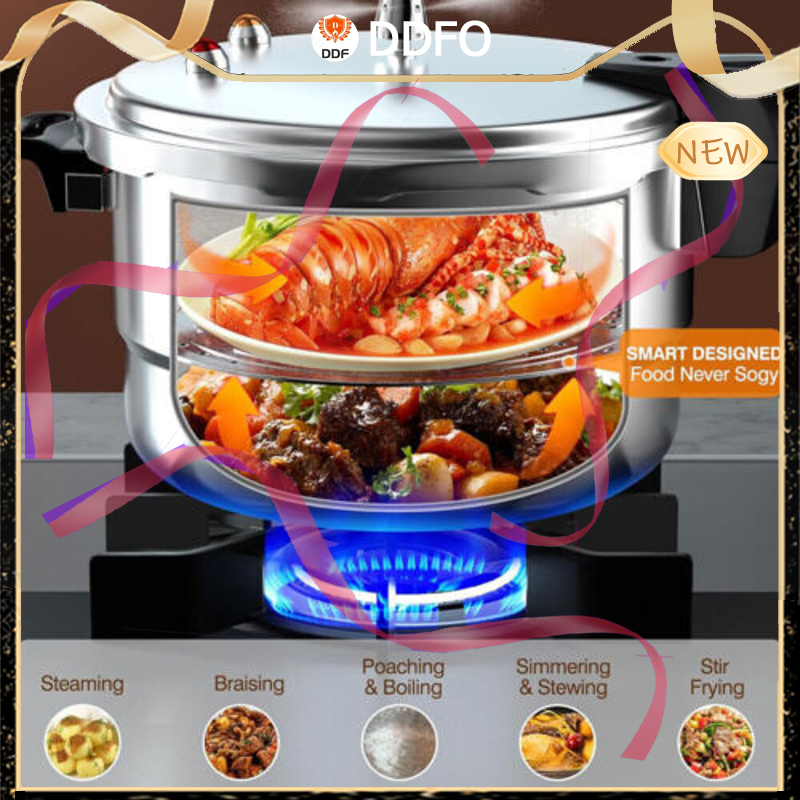 DDF
DDFO
NEW
SMART DESIGNED
Food Never Sogy
Steaming
Braising
Poaching
& Boiling
Simmering
& Stewing
Stir
Frying